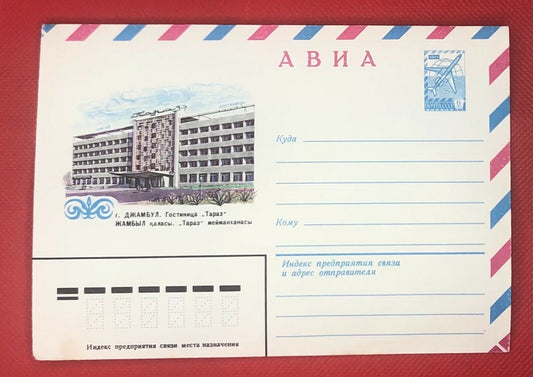 АВИА
Куда
г. ДЖАМБУЛ. Гостиница „Тараз"
ЖАМБЫЛ қаласы. „Тараз" мейманханасы
Кому
Индекс предприятия связи
и адрес отправителя
Индекс предприятия связи места назначения